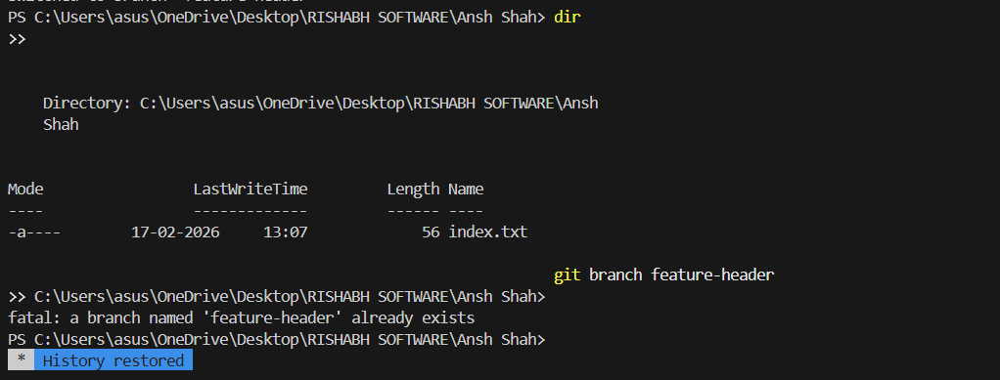 PS C:\Users\asus\OneDrive\Desktop\RISHABH SOFTWARE\Ansh Shah> dir
>>
Directory: C:\Users\asus\OneDrive\Desktop\RISHABH SOFTWARE\Ansh
Shah
Mode LastWriteTime Length Name
---- ------------- ------ ----
-a---- 17-02-2026 13:07 56 index.txt
git branch feature-header
>> C:\Users\asus\OneDrive\Desktop\RISHABH SOFTWARE\Ansh Shah>
fatal: a branch named 'feature-header' already exists
PS C:\Users\asus\OneDrive\Desktop\RISHABH SOFTWARE\Ansh Shah>
* History restored